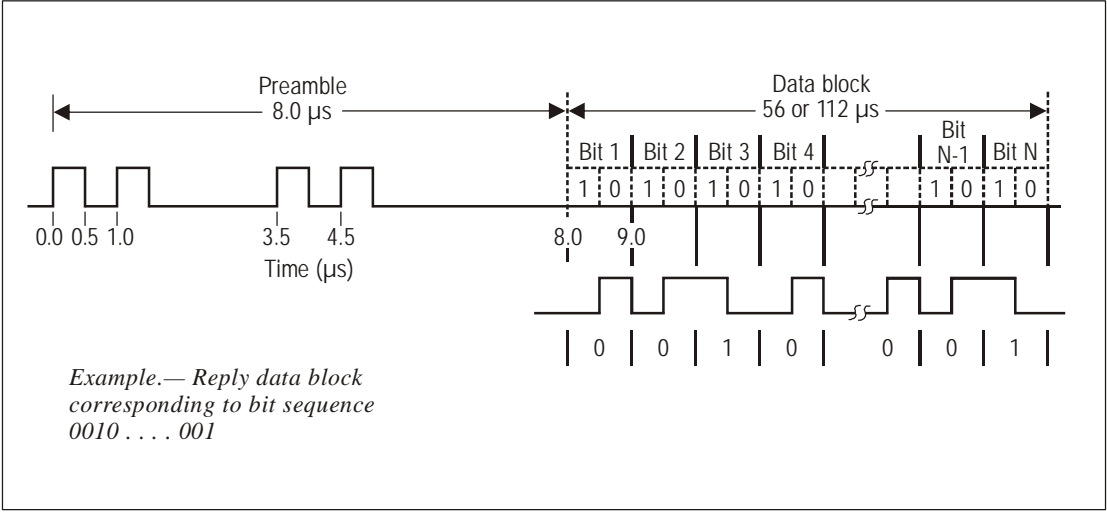 Preamble
8.0 µs
Data block
56 or 112 µs
Bit 1 Bit 2 Bit 3 Bit 4 Bit N-1 Bit N
1 0 1 0 1 0 1 0 1 0 1 0
0.0 0.5 1.0 3.5 4.5 8.0 9.0
Time (µs)
0 0 1 0 0 0 1
Example.— Reply data block
corresponding to bit sequence
0010 . . . . 001